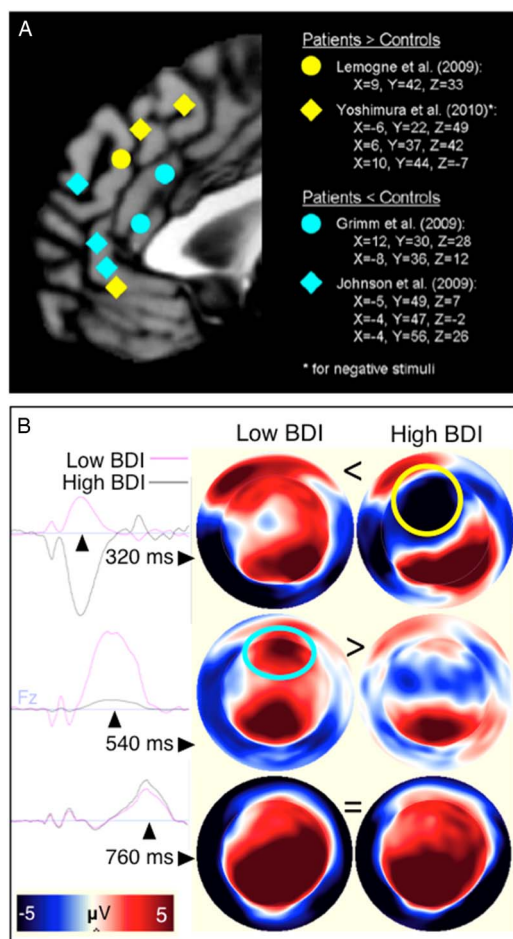 A
Patients > Controls
Lemogne et al. (2009):
X=9, Y=42, Z=33
Yoshimura et al. (2010)*:
X=-6, Y=22, Z=49
X=6, Y=37, Z=42
X=10, Y=44, Z=-7
Patients < Controls
Grimm et al. (2009):
X=12, Y=30, Z=28
X=-8, Y=36, Z=12
Johnson et al. (2009):
X=-5, Y=49, Z=7
X=-4, Y=47, Z=-2
X=-4, Y=56, Z=26
* for negative stimuli
B
Low BDI
High BDI
Low BDI
High BDI
<
320 ms
>
Fz
540 ms
=
760 ms
-5 µV 5